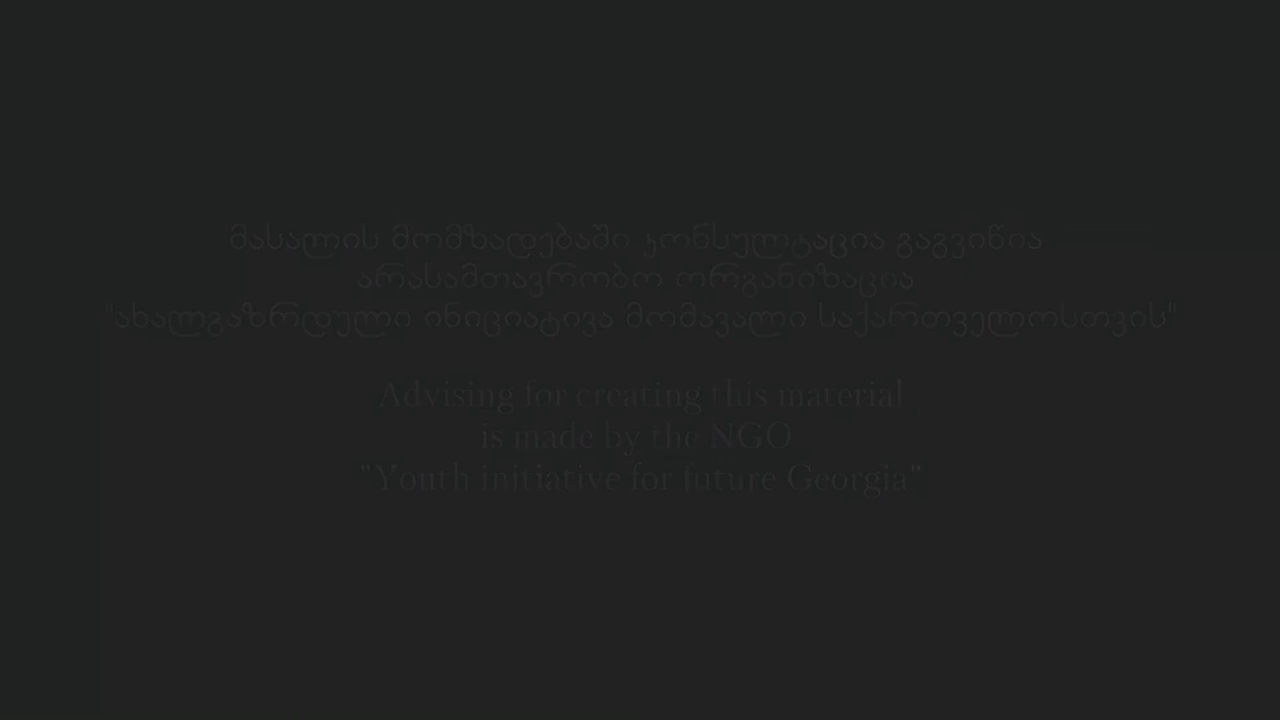 მასალის მომზადებაში კონსულტაცია გაგვიწია
არასამთავრობო ორგანიზაცია
"ახალგაზრდული ინიციატივა მომავალი საქართველოსთვის"
Advising for creating this material
is made by the NGO
"Youth initiative for future Georgia"